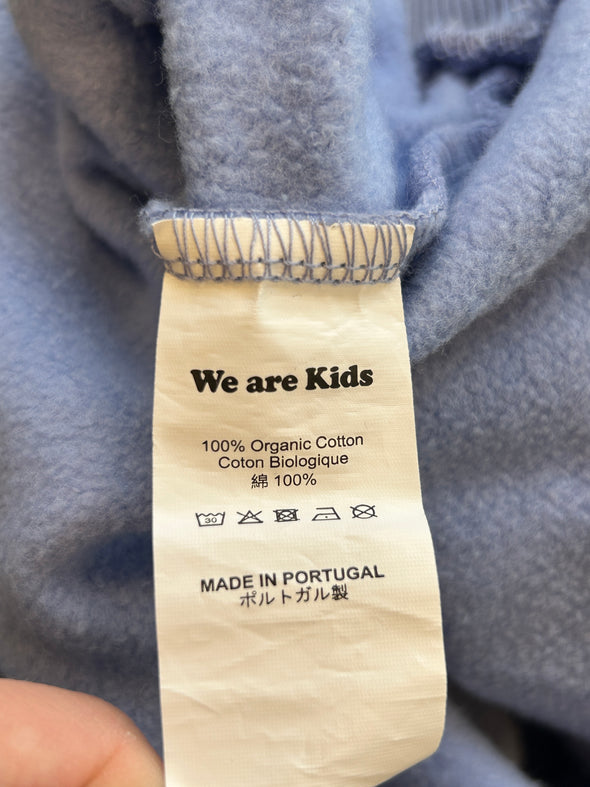 We are Kids
100% Organic Cotton
Coton Biologique
綿 100%
30
MADE IN PORTUGAL
ポルトガル製